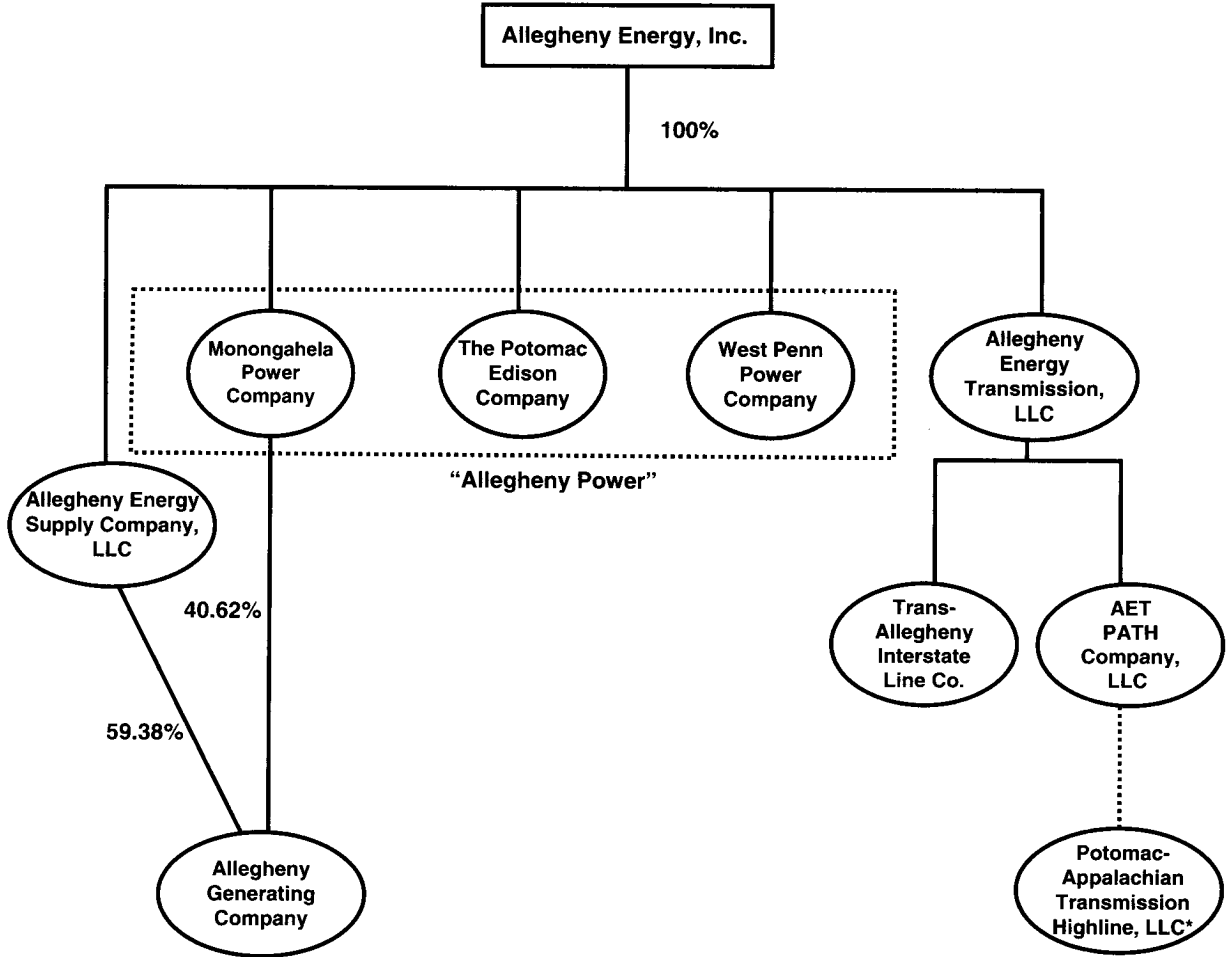 Allegheny Energy, Inc.
100%
Monongahela
Power
Company
The Potomac
Edison
Company
West Penn
Power
Company
Allegheny
Energy
Transmission,
LLC
“Allegheny Power”
Allegheny Energy
Supply Company,
LLC
40.62%
59.38%
Trans-
Allegheny
Interstate
Line Co.
AET
PATH
Company,
LLC
Allegheny
Generating
Company
Potomac-
Appalachian
Transmission
Highline, LLC*